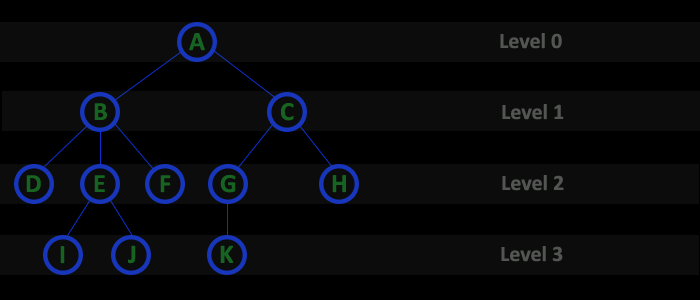 A Level 0
B C Level 1
D E F G H Level 2
I J K Level 3